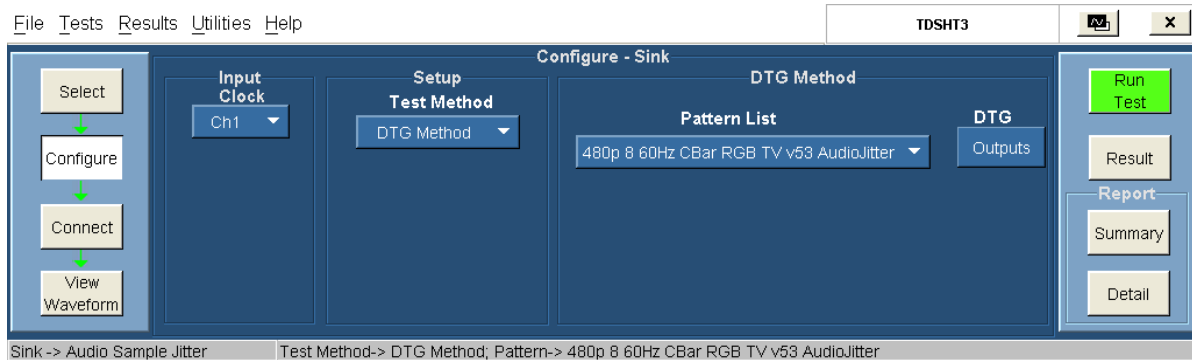 File Tests Results Utilities Help
TDSHT3
x
Configure - Sink
Select
Configure
Connect
View
Waveform
Input
Clock
Ch1
Setup
Test Method
DTG Method
DTG Method
Pattern List
480p 8 60Hz CBar RGB TV v53 AudioJitter
DTG
Outputs
Run
Test
Result
Report
Summary
Detail
Sink -> Audio Sample Jitter
Test Method-> DTG Method; Pattern-> 480p 8 60Hz CBar RGB TV v53 AudioJitter